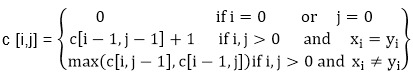 c [i,j] = { 0 if i = 0 or j = 0
c[i − 1, j − 1] + 1 if i, j > 0 and xᵢ = yᵢ
max(c[i, j − 1], c[i − 1, j]) if i, j > 0 and xᵢ ≠ yᵢ }